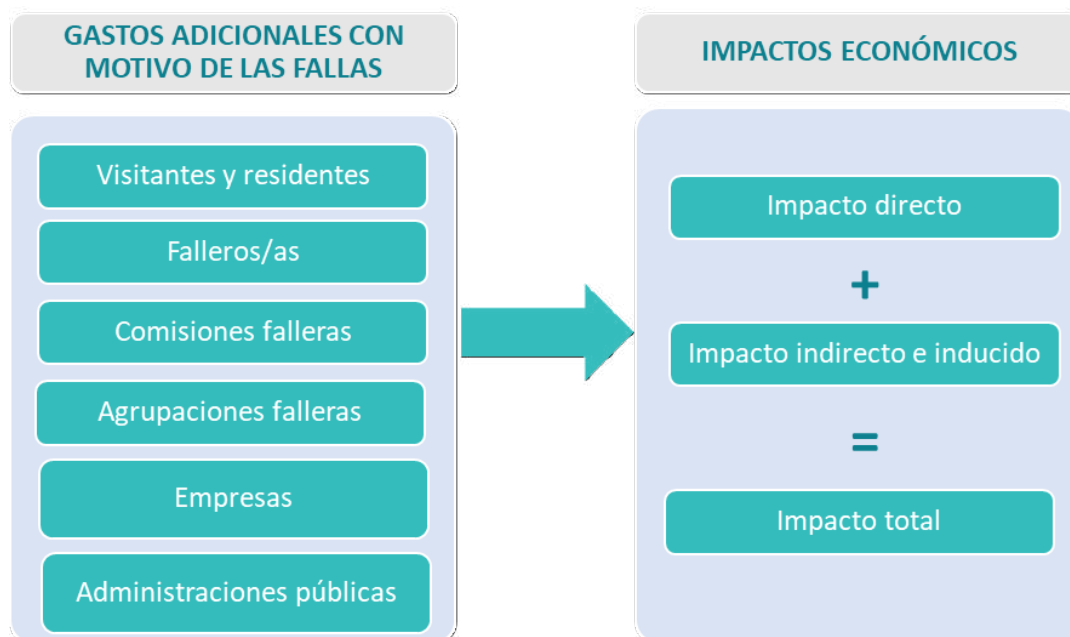 GASTOS ADICIONALES CON
MOTIVO DE LAS FALLAS
Visitantes y residentes
Falleros/as
Comisiones falleras
Agrupaciones falleras
Empresas
Administraciones públicas
IMPACTOS ECONÓMICOS
Impacto directo
+
Impacto indirecto e inducido
=
Impacto total